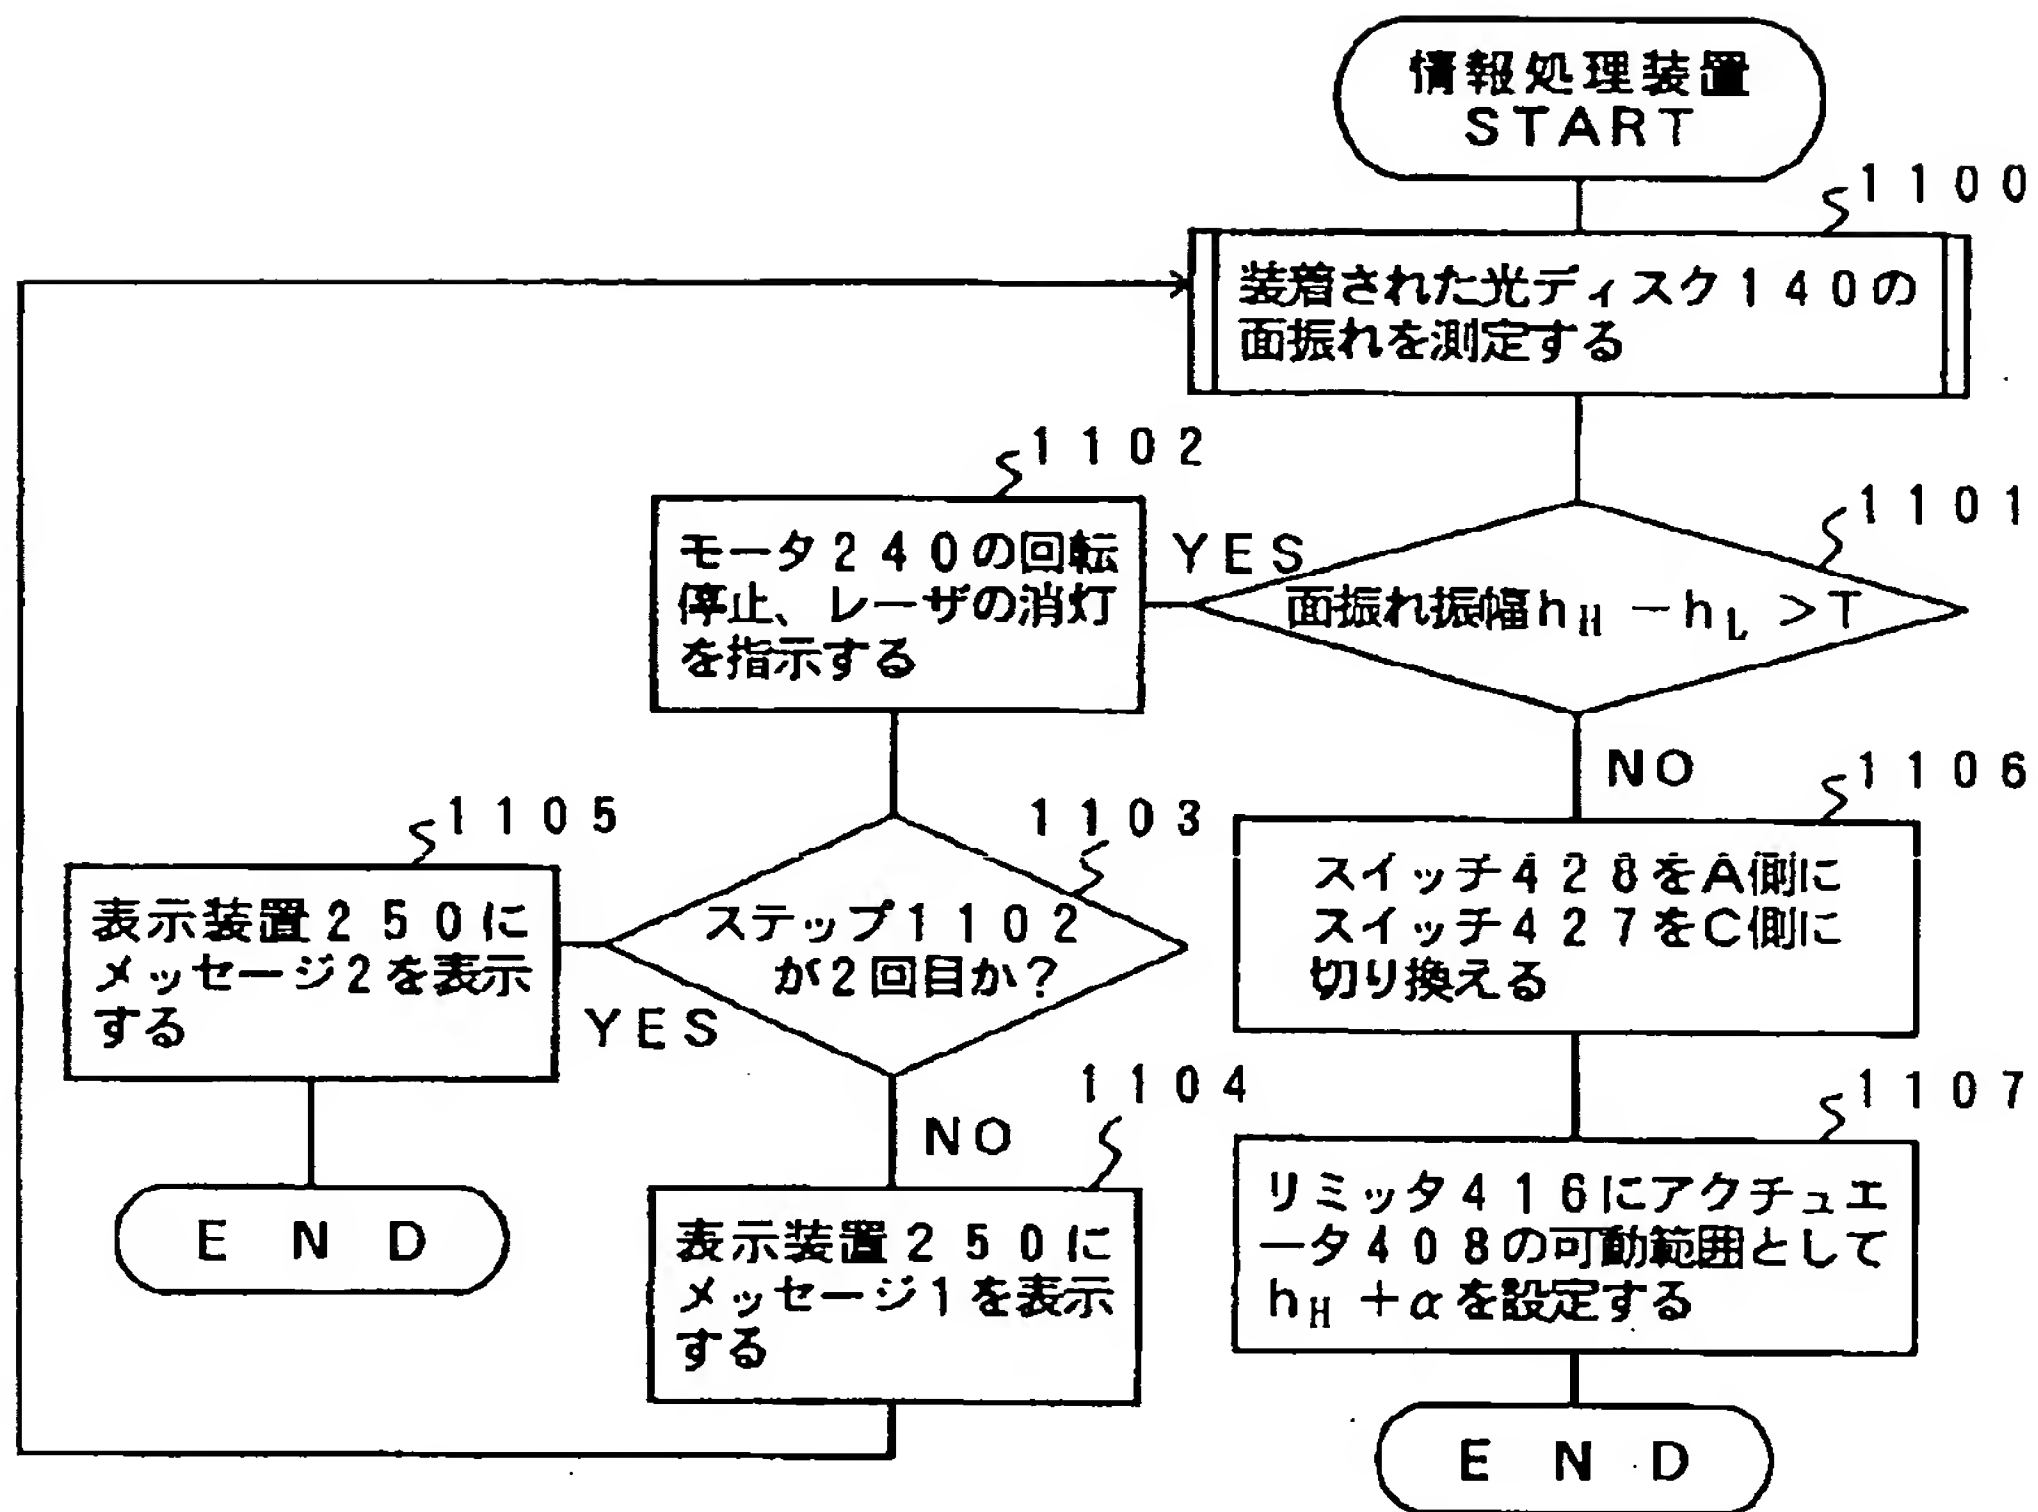 情報処理装置
START
1100
装着された光ディスク140の
面振れを測定する
1102
モータ240の回転
停止、レーザの消灯
を指示する
YES
1101
面振れ振幅hH－hL＞T
NO
1105
表示装置250に
メッセージ2を表示
する
1103
ステップ1102
が2回目か？
YES
1106
スイッチ428をA側に
スイッチ427をC側に
切り換える
END
NO
1104
表示装置250に
メッセージ1を表示
する
1107
リミッタ416にアクチュエ
ータ408の可動範囲として
hH＋αを設定する
END